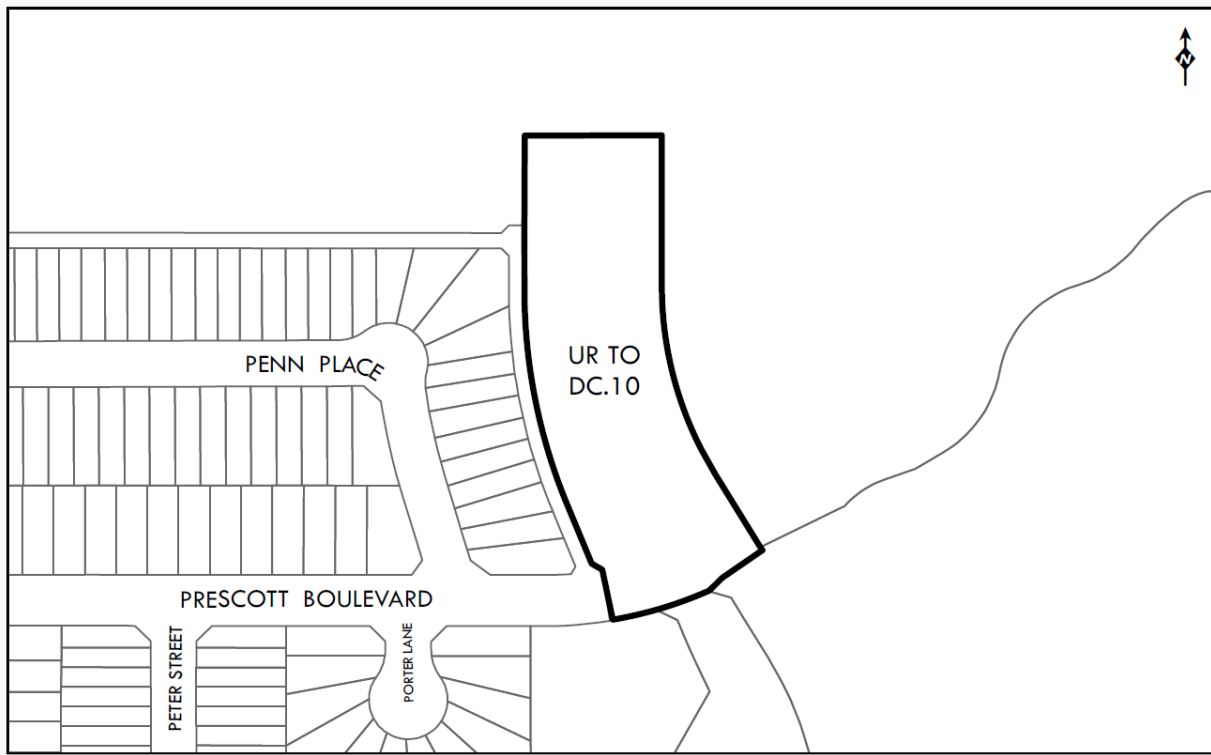 N
UR TO
DC.10
PENN PLACE
PRESCOTT BOULEVARD
PETER STREET
PORTER LANE